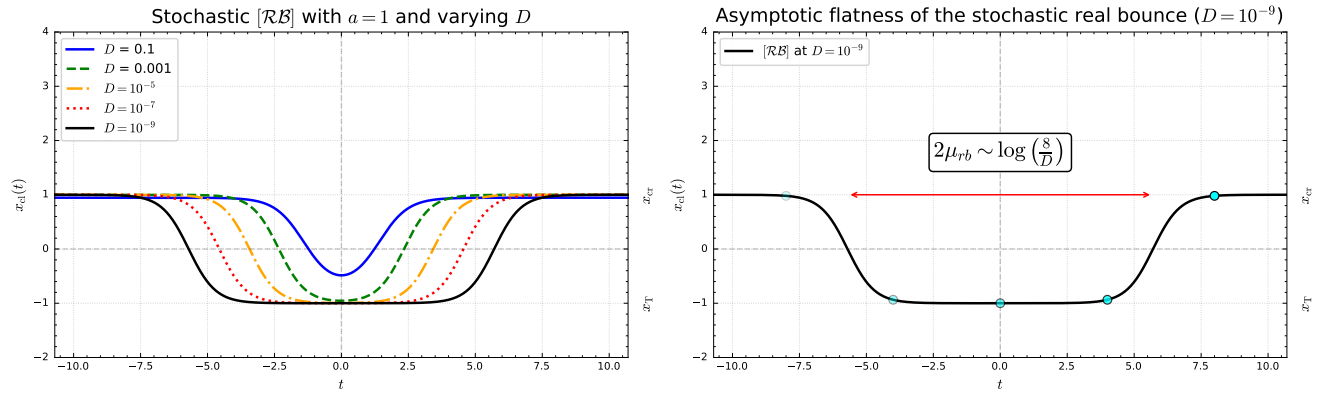 Stochastic [ℛℬ] with a = 1 and varying D
D = 0.1
D = 0.001
D = 10⁻⁵
D = 10⁻⁷
D = 10⁻⁹
4
3
2
1
0
−1
−2
x_cl(t)
x_cr
x_T
−10.0 −7.5 −5.0 −2.5 0.0 2.5 5.0 7.5 10.0
t
Asymptotic flatness of the stochastic real bounce (D = 10⁻⁹)
[ℛℬ] at D = 10⁻⁹
2μ_rb ∼ log(8/D)
4
3
2
1
0
−1
−2
x_cl(t)
x_cr
x_T
−10.0 −7.5 −5.0 −2.5 0.0 2.5 5.0 7.5 10.0
t